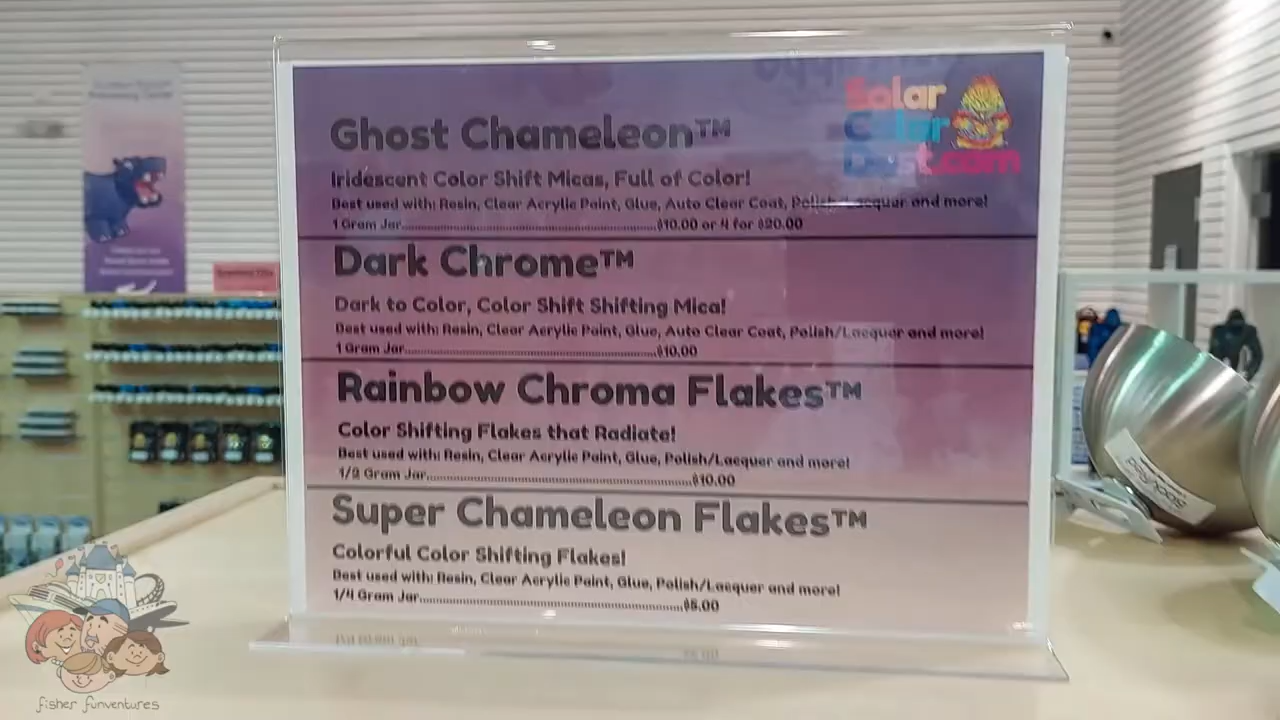 Solar
Color
Dust.com
Ghost Chameleon™
Iridescent Color Shift Micas, Full of Color!
Best used with: Resin, Clear Acrylic Paint, Glue, Auto Clear Coat, Polish/Lacquer and more!
1 Gram Jar..........................................................$10.00 or 4 for $20.00
Dark Chrome™
Dark to Color, Color Shift Shifting Mica!
Best used with: Resin, Clear Acrylic Paint, Glue, Auto Clear Coat, Polish/Lacquer and more!
1 Gram Jar..........................................................$10.00
Rainbow Chroma Flakes™
Color Shifting Flakes that Radiate!
Best used with: Resin, Clear Acrylic Paint, Glue, Polish/Lacquer and more!
1/2 Gram Jar..............................................................$10.00
Super Chameleon Flakes™
Colorful Color Shifting Flakes!
Best used with: Resin, Clear Acrylic Paint, Glue, Polish/Lacquer and more!
1/4 Gram Jar..............................................................$5.00
fisher funventures